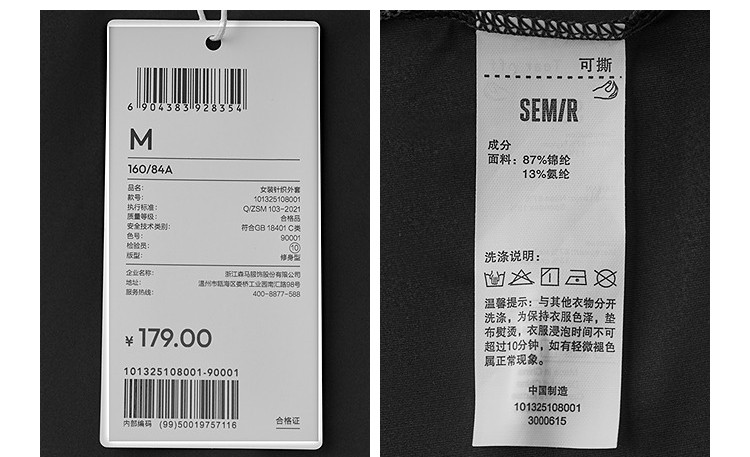 6 904383 928354
M
160/84A
品名: 女装针织外套
款号: 101325108001
执行标准: Q/ZSM 103-2021
质量等级: 合格品
安全技术类别: 符合GB 18401 C类
色号: 90001
检验员: 10
版型: 修身型
企业名称: 浙江森马服饰股份有限公司
地址: 温州市瓯海区娄桥工业园南汇路98号
服务热线: 400-8877-588
¥ 179.00
101325108001-90001
内部编码 (99)50019757116
合格证
可撕
SEM/R
成分
面料: 87%锦纶
13%氨纶
洗涤说明:
温馨提示: 与其他衣物分开
洗涤, 为保持衣服色泽, 垫
布熨烫, 衣服浸泡时间不可
超过10分钟, 如有轻微褪色
属正常现象。
中国制造
101325108001
3000615